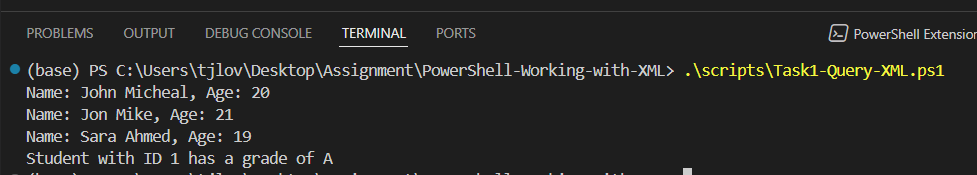 PROBLEMS OUTPUT DEBUG CONSOLE TERMINAL PORTS PowerShell Extension
(base) PS C:\Users\tjlov\Desktop\Assignment\PowerShell-Working-with-XML> .\scripts\Task1-Query-XML.ps1
Name: John Micheal, Age: 20
Name: Jon Mike, Age: 21
Name: Sara Ahmed, Age: 19
Student with ID 1 has a grade of A